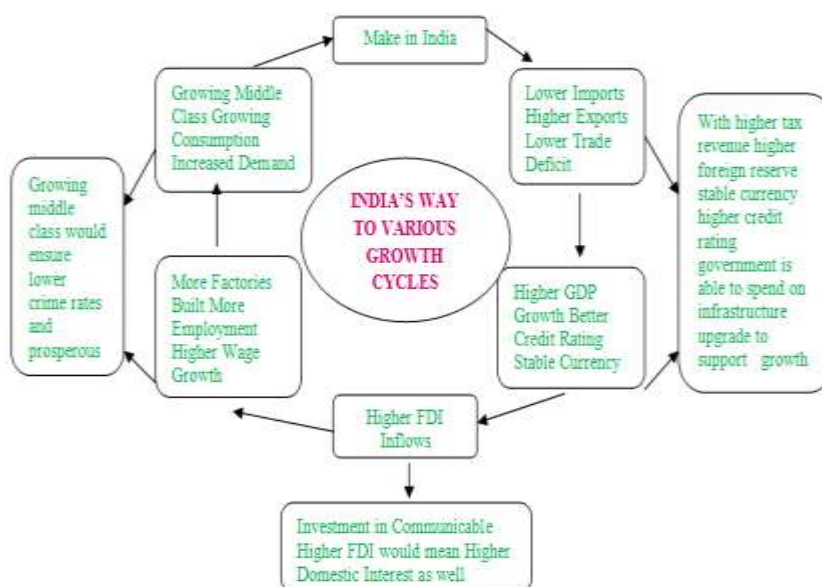 Make in India
Growing Middle
Class Growing
Consumption
Increased Demand
Lower Imports
Higher Exports
Lower Trade
Deficit
With higher tax
revenue higher
foreign reserve
stable currency
higher credit
rating
government is
able to spend on
infrastructure
upgrade to
support growth
Growing
middle
class would
ensure
lower
crime rates
and
prosperous
INDIA'S WAY
TO VARIOUS
GROWTH
CYCLES
More Factories
Built More
Employment
Higher Wage
Growth
Higher GDP
Growth Better
Credit Rating
Stable Currency
Higher FDI
Inflows
Investment in Communicable
Higher FDI would mean Higher
Domestic Interest as well